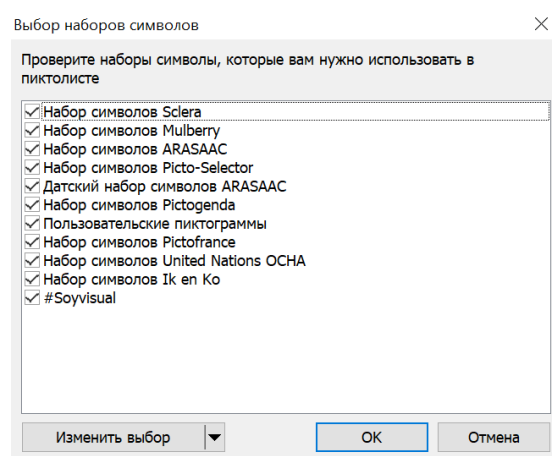 Выбор наборов символов
Проверите наборы символы, которые вам нужно использовать в
пиктолисте
Набор символов Sclera
Набор символов Mulberry
Набор символов ARASAAC
Набор символов Picto-Selector
Датский набор символов ARASAAC
Набор символов Pictogenda
Пользовательские пиктограммы
Набор символов Pictofrance
Набор символов United Nations OCHA
Набор символов Ik en Ko
#Soyvisual
Изменить выбор
OK
Отмена